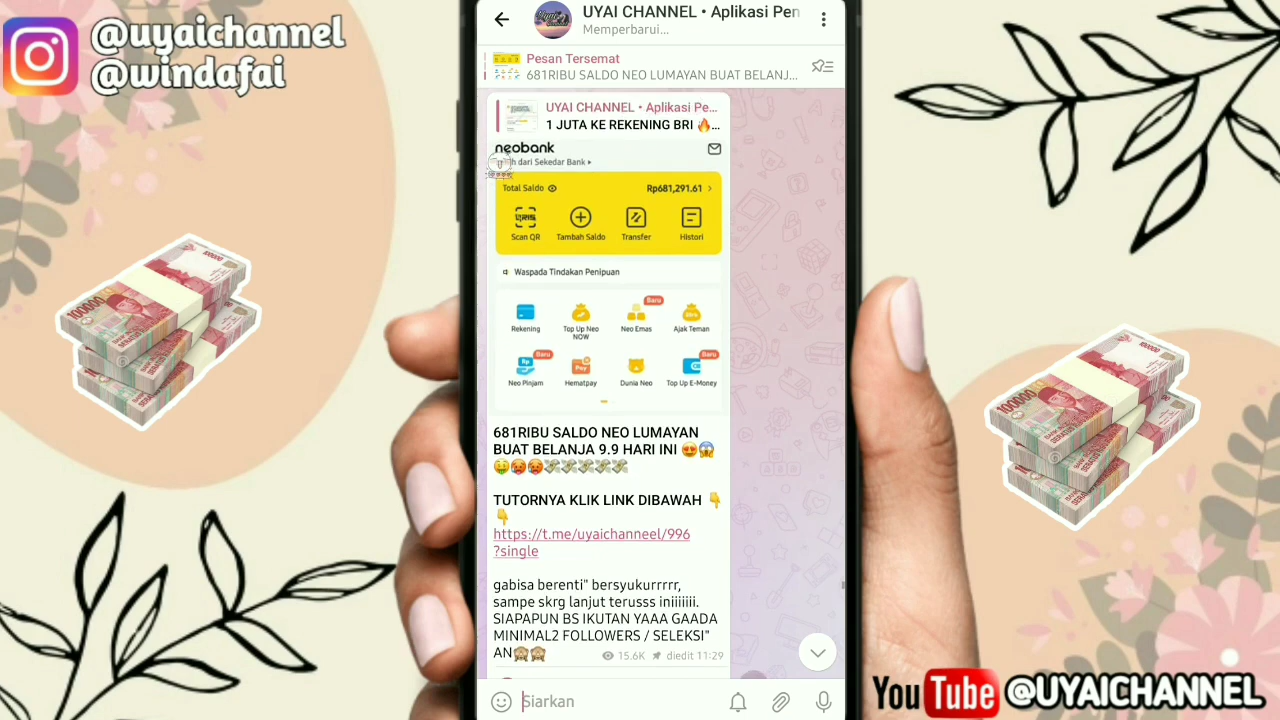 @uyaichannel
@windafai
UYAI CHANNEL • Aplikasi Pen
Memperbarui...
Pesan Tersemat
681RIBU SALDO NEO LUMAYAN BUAT BELANJ...
UYAI CHANNEL • Aplikasi Pe...
1 JUTA KE REKENING BRI 🔥...
neobank
dari Sekedar Bank
Total Saldo
Rp681,291.61
Scan QR
Tambah Saldo
Transfer
Histori
Waspada Tindakan Penipuan
Baru
Rekening
Top Up Neo NOW
Neo Emas
Ajak Teman
Baru
Baru
Neo Pinjam
Hematpay
Dunia Neo
Top Up E-Money
681RIBU SALDO NEO LUMAYAN
BUAT BELANJA 9.9 HARI INI 😍😱
🤑🥵🥵💸💸💸💸💸
TUTORNYA KLIK LINK DIBAWAH 👇
👇
https://t.me/uyaichanneel/996
?single
gabisa berenti" bersyukurrrrr,
sampe skrg lanjut terusss iniiiiiii.
SIAPAPUN BS IKUTAN YAAA GAADA
MINIMAL2 FOLLOWERS / SELEKSI"
AN🙈🙈
15.6K
diedit 11:29
Siarkan
100000
100000
YouTube @UYAICHANNEL